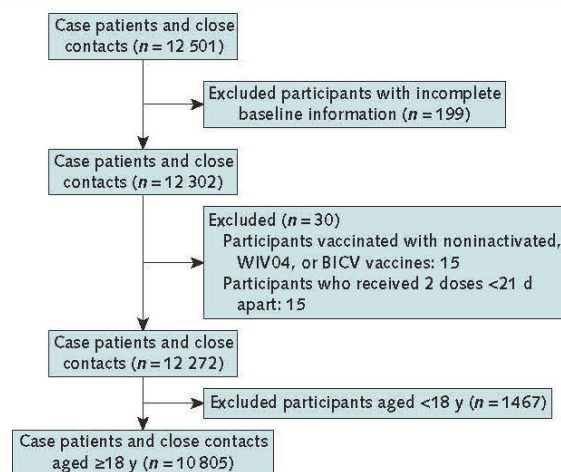 Case patients and close
contacts (n = 12 501)
Excluded participants with incomplete
baseline information (n = 199)
Case patients and close
contacts (n = 12 302)
Excluded (n = 30)
Participants vaccinated with noninactivated,
WIV04, or BICV vaccines: 15
Participants who received 2 doses <21 d
apart: 15
Case patients and close
contacts (n = 12 272)
Excluded participants aged <18 y (n = 1467)
Case patients and close contacts
aged ≥18 y (n = 10 805)